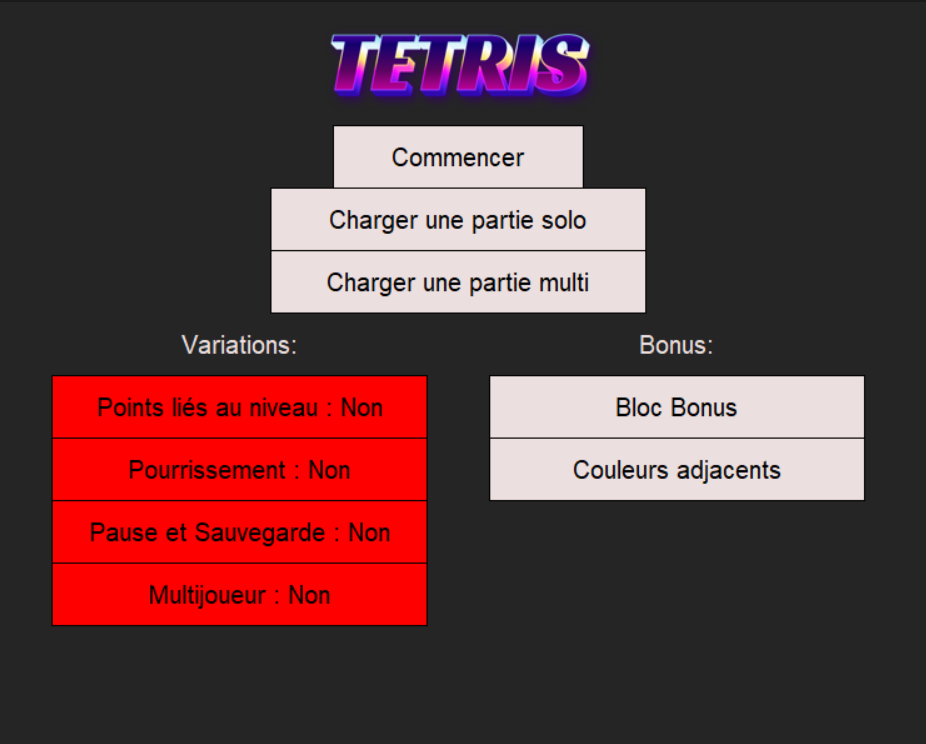 TETRIS
Commencer
Charger une partie solo
Charger une partie multi
Variations:
Points liés au niveau : Non
Pourrissement : Non
Pause et Sauvegarde : Non
Multijoueur : Non
Bonus:
Bloc Bonus
Couleurs adjacents